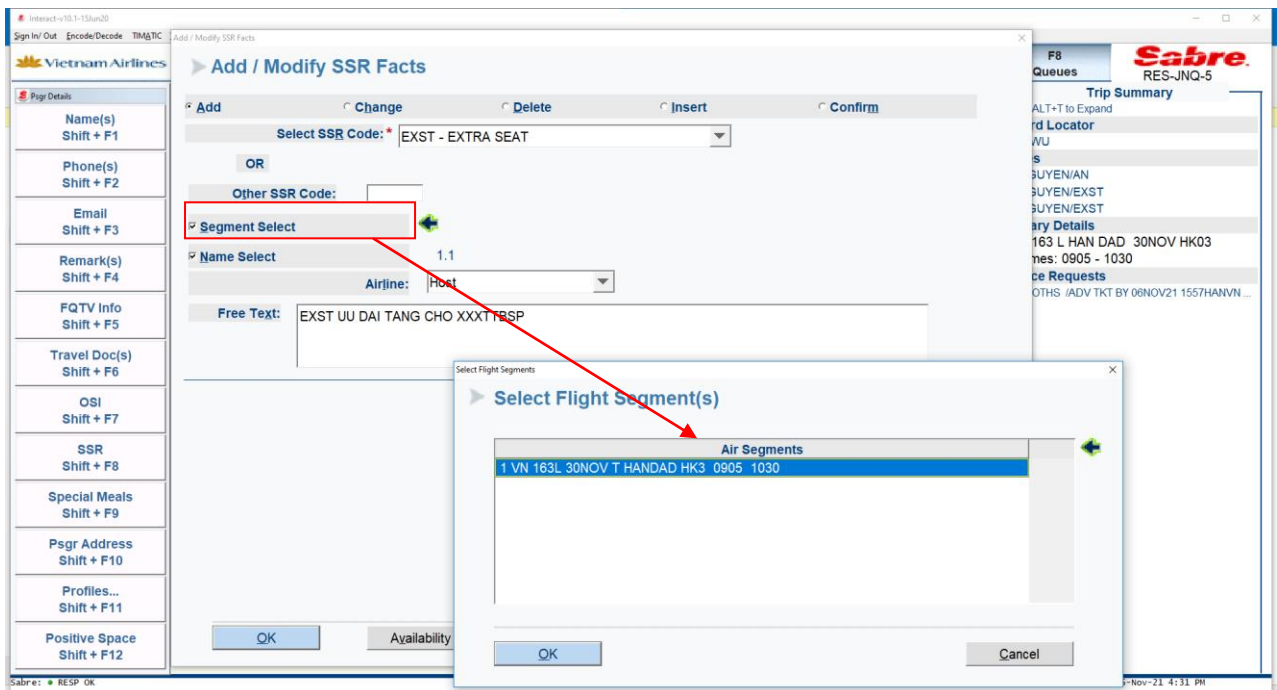 Interact-v10.1-15Jun20
Sign In/ Out Encode/Decode TIMATIC
Vietnam Airlines
Psgr Details
Name(s)
Shift + F1
Phone(s)
Shift + F2
Email
Shift + F3
Remark(s)
Shift + F4
FQTV Info
Shift + F5
Travel Doc(s)
Shift + F6
OSI
Shift + F7
SSR
Shift + F8
Special Meals
Shift + F9
Psgr Address
Shift + F10
Profiles...
Shift + F11
Positive Space
Shift + F12
Sabre: RESP OK
Add / Modify SSR Facts
Add / Modify SSR Facts
Add Change Delete Insert Confirm
Select SSR Code: * EXST - EXTRA SEAT
OR
Other SSR Code:
Segment Select
Name Select 1.1
Airline: Host
Free Text: EXST UU DAI TANG CHO XXXTTBSP
OK Availability
Select Flight Segments
Select Flight Segment(s)
Air Segments
1 VN 163L 30NOV T HANDAD HK3 0905 1030
OK Cancel
F8
Queues
Sabre.
RES-JNQ-5
Trip Summary
ALT+T to Expand
rd Locator
WU
s
GUYEN/AN
GUYEN/EXST
GUYEN/EXST
ary Details
163 L HAN DAD 30NOV HK03
mes: 0905 - 1030
ce Requests
OTHS /ADV TKT BY 06NOV21 1557HANVN ...
-Nov-21 4:31 PM